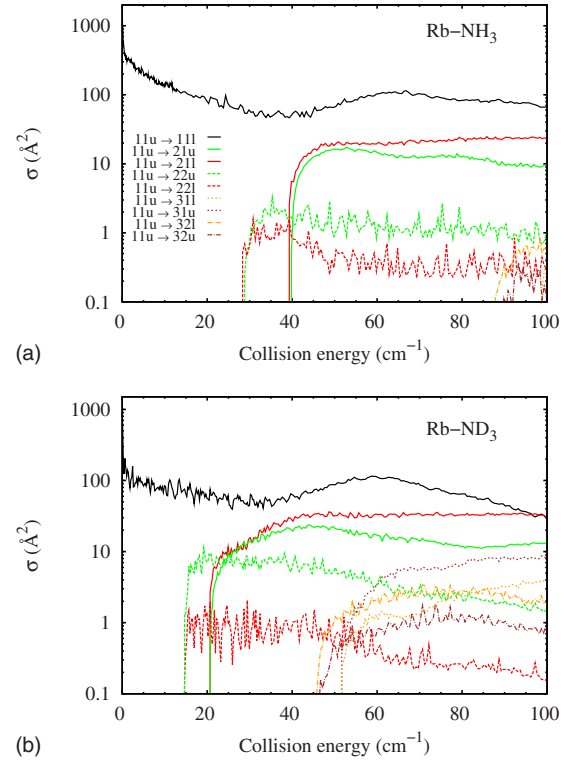 Rb−NH₃
1000
100
10
1
0.1
σ (Å²)
11u → 11l
11u → 21u
11u → 21l
11u → 22u
11u → 22l
11u → 31l
11u → 31u
11u → 32l
11u → 32u
0 20 40 60 80 100
Collision energy (cm⁻¹)
(a)
Rb−ND₃
1000
100
10
1
0.1
σ (Å²)
0 20 40 60 80 100
Collision energy (cm⁻¹)
(b)